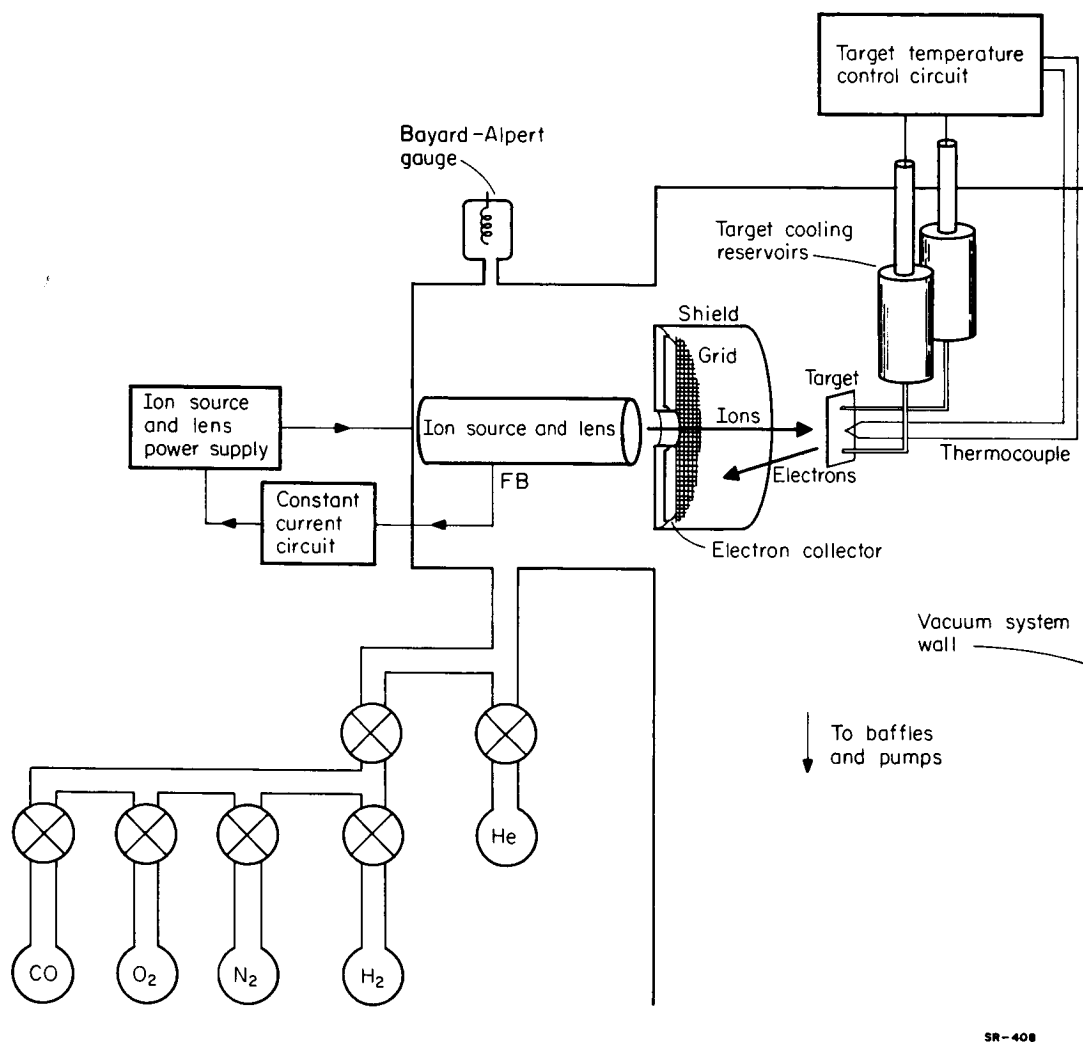 Target temperature
control circuit
Bayard-Alpert
gauge
Target cooling
reservoirs
Shield
Grid
Target
Ion source
and lens
power supply
Ion source and lens
Ions
Thermocouple
FB
Electrons
Constant
current
circuit
Electron collector
Vacuum system
wall
To baffles
and pumps
He
CO
O₂
N₂
H₂
SR-408